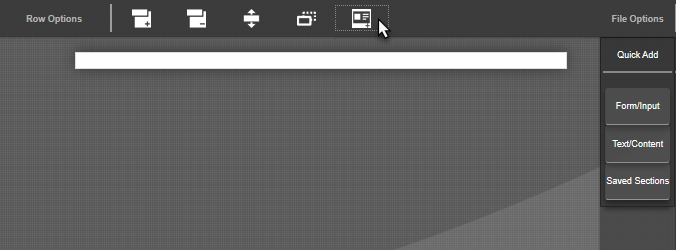 Row Options
File Options
Quick Add
Form/Input
Text/Content
Saved Sections